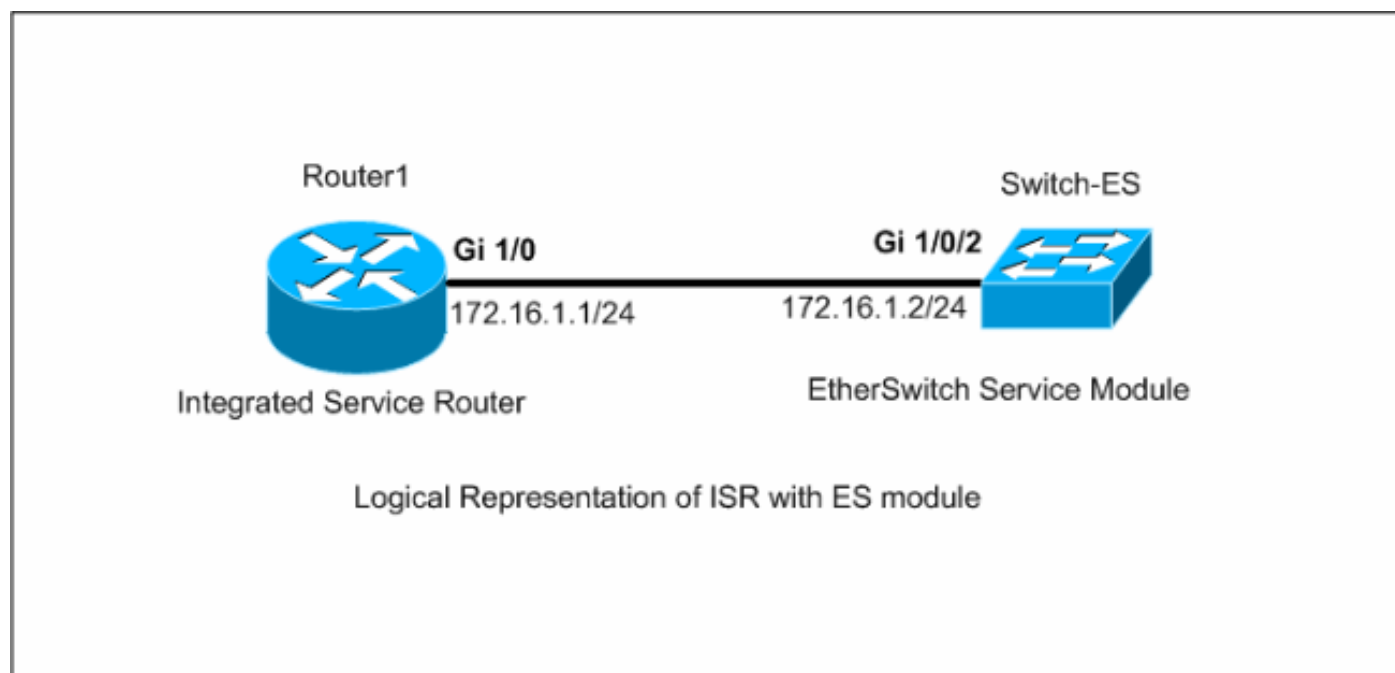 Router1
Switch-ES
Gi 1/0
Gi 1/0/2
172.16.1.1/24
172.16.1.2/24
Integrated Service Router
EtherSwitch Service Module
Logical Representation of ISR with ES module